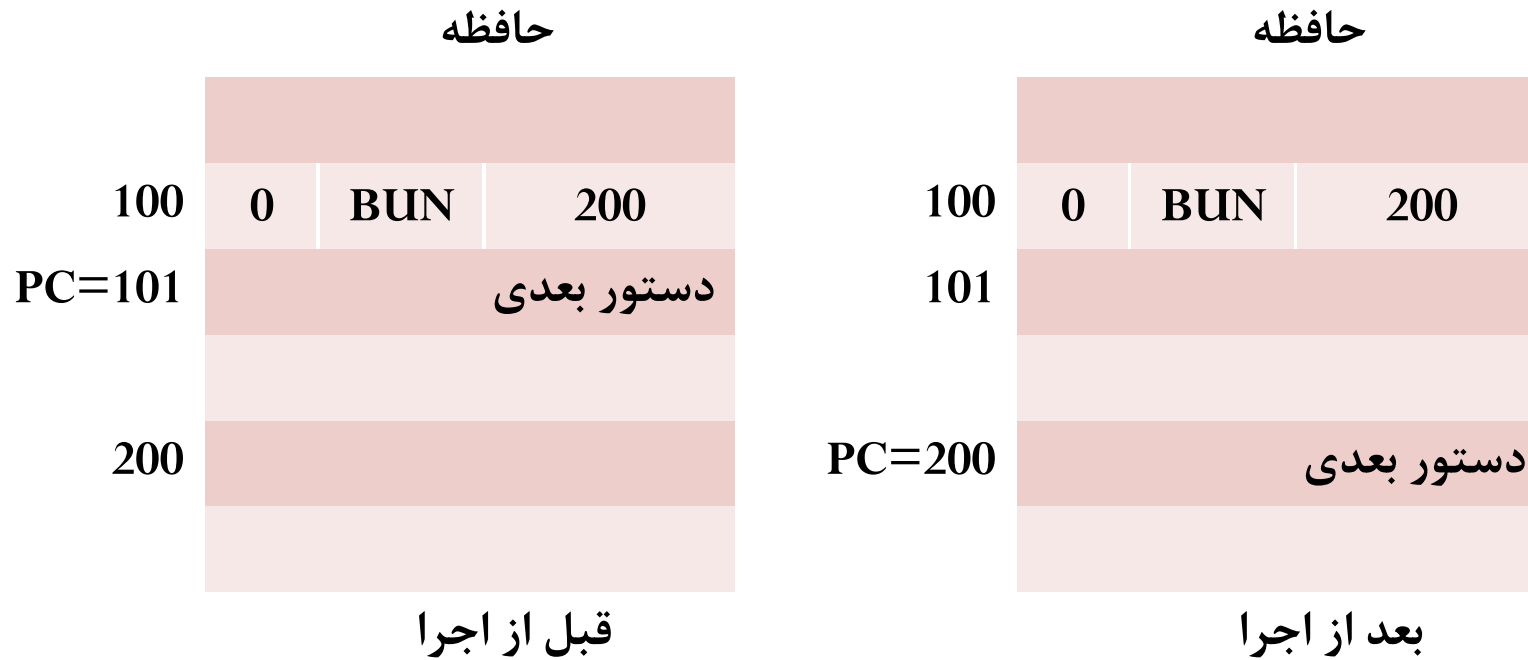 حافظه حافظه
100 0 BUN 200 100 0 BUN 200
PC=101 دستور بعدی 101
200 PC=200 دستور بعدی
قبل از اجرا بعد از اجرا